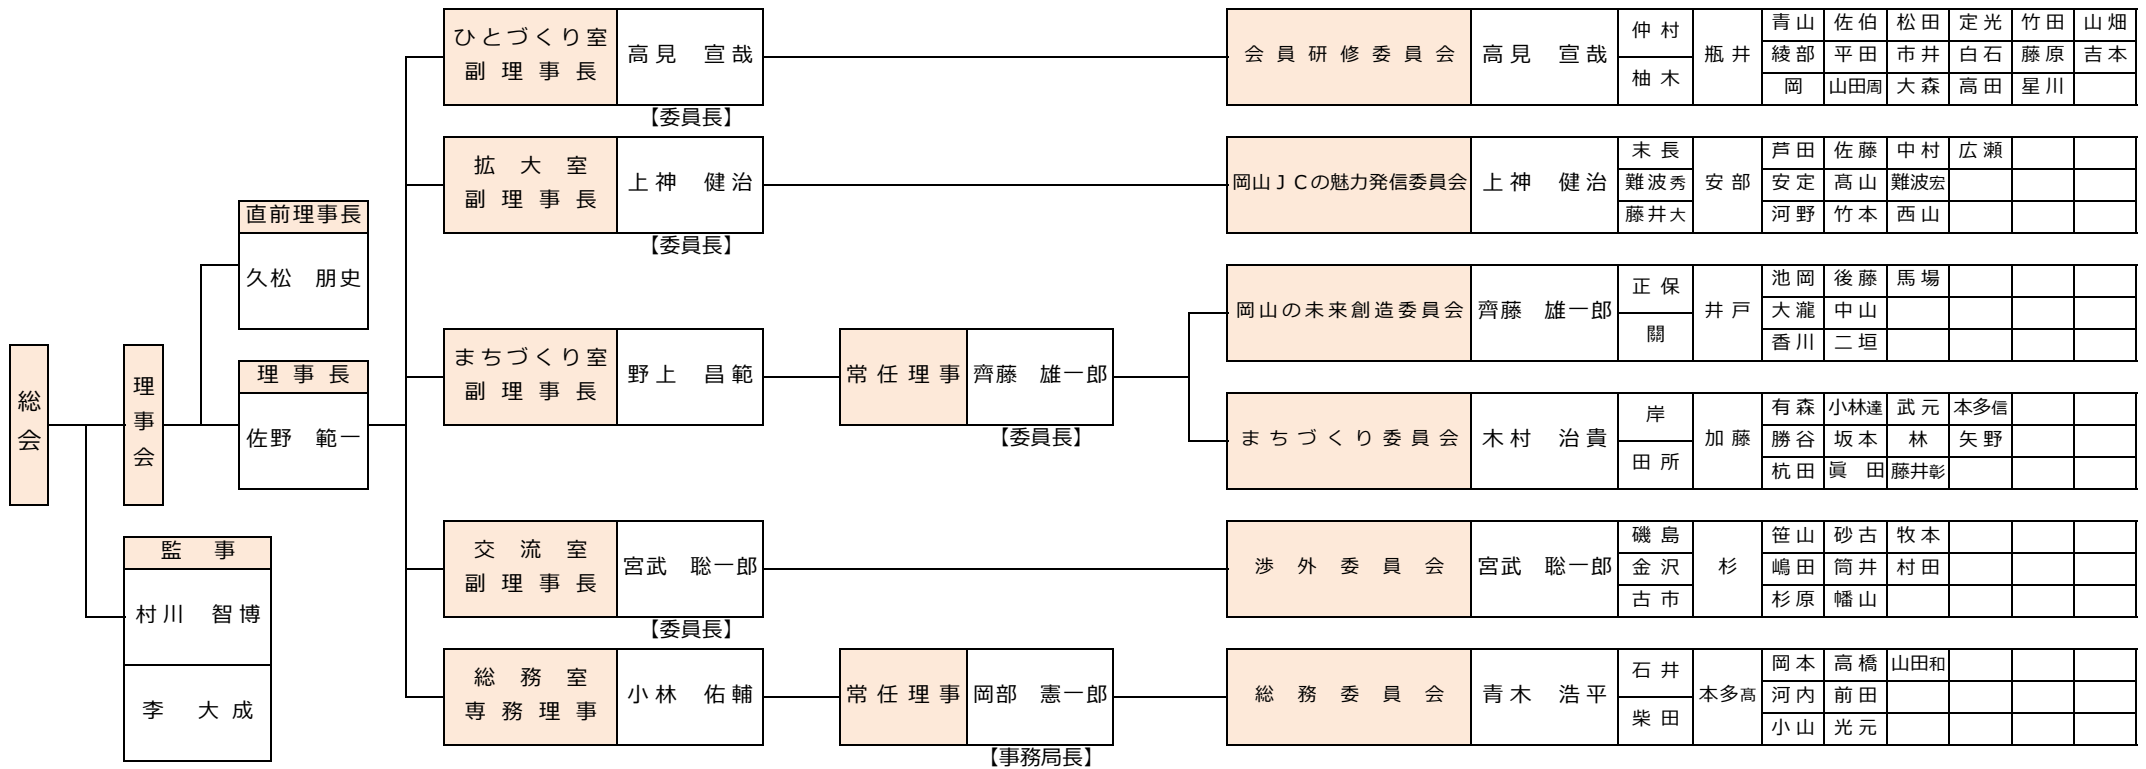 総会
理事会
直前理事長
久松 朋史
理事長
佐野 範一
監事
村川 智博
李 大成
ひとづくり室
副理事長
高見 宣哉
【委員長】
会員研修委員会
高見 宣哉
仲村
柚木
瓶井
青山 佐伯 松田 定光 竹田 山畑
綾部 平田 市井 白石 藤原 吉本
岡 山田周 大森 高田 星川
拡大室
副理事長
上神 健治
【委員長】
岡山ＪＣの魅力発信委員会
上神 健治
末長
難波秀
藤井大
安部
芦田 佐藤 中村 広瀬
安定 髙山 難波宏
河野 竹本 西山
まちづくり室
副理事長
野上 昌範
常任理事
齊藤 雄一郎
【委員長】
岡山の未来創造委員会
齊藤 雄一郎
正保
關
井戸
池岡 後藤 馬場
大瀧 中山
香川 二垣
まちづくり委員会
木村 治貴
岸
田所
加藤
有森 小林達 武元 本多信
勝谷 坂本 林 矢野
杭田 眞田 藤井彰
交流室
副理事長
宮武 聡一郎
【委員長】
渉外委員会
宮武 聡一郎
磯島
金沢
古市
杉
笹山 砂古 牧本
嶋田 筒井 村田
杉原 幡山
総務室
専務理事
小林 佑輔
常任理事
岡部 憲一郎
【事務局長】
総務委員会
青木 浩平
石井
柴田
本多髙
岡本 高橋 山田和
河内 前田
小山 光元